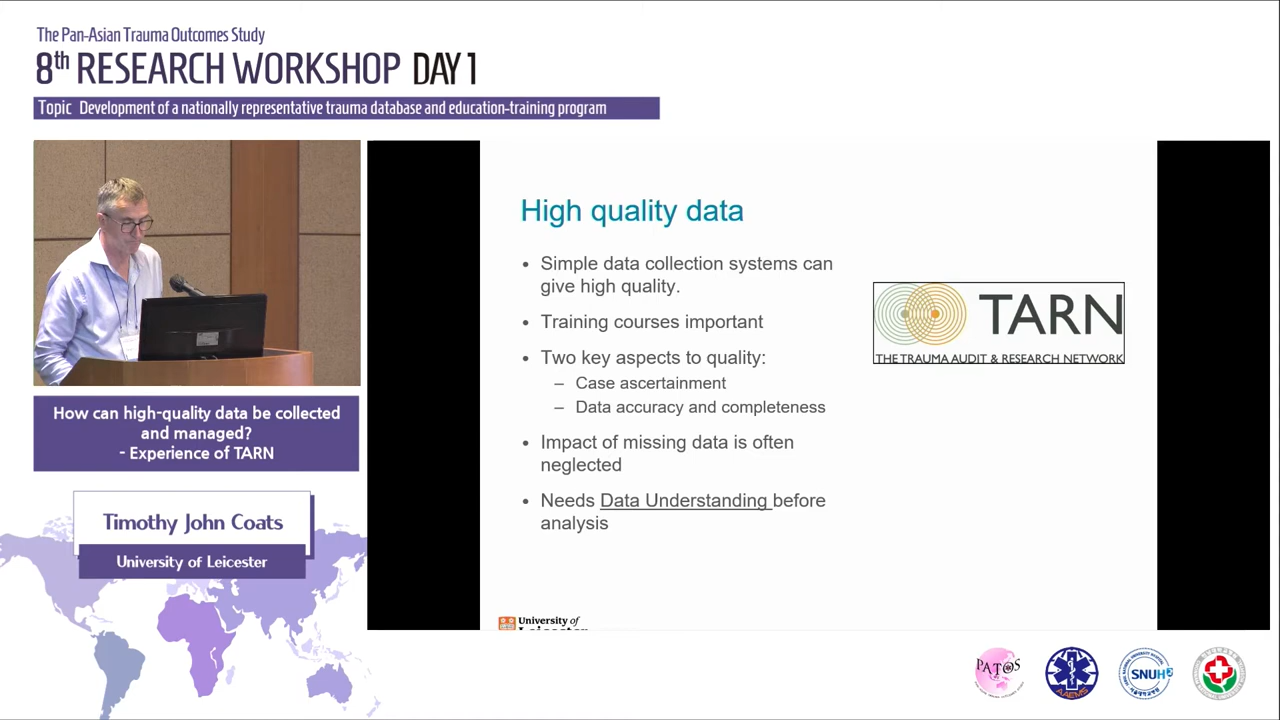 The Pan-Asian Trauma Outcomes Study
8th RESEARCH WORKSHOP DAY 1
Topic Development of a nationally representative trauma database and education-training program
High quality data
• Simple data collection systems can
give high quality.
• Training courses important
• Two key aspects to quality:
– Case ascertainment
– Data accuracy and completeness
• Impact of missing data is often
neglected
• Needs Data Understanding before
analysis
TARN
THE TRAUMA AUDIT & RESEARCH NETWORK
University of
How can high-quality data be collected
and managed?
- Experience of TARN
Timothy John Coats
University of Leicester
PATOS
AAEMS
SNUH